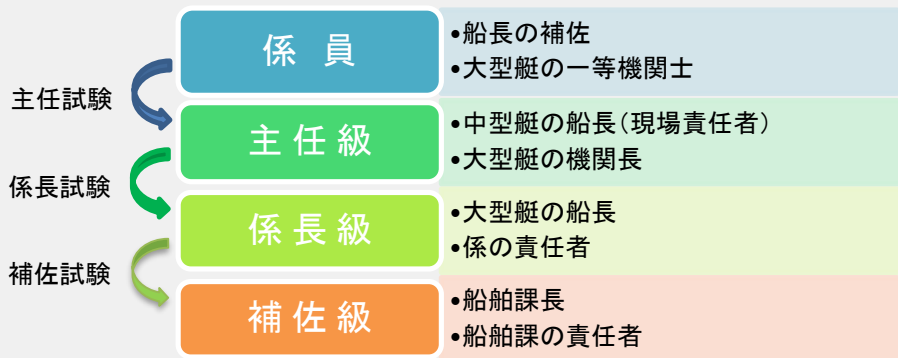 係 員
•船長の補佐
•大型艇の一等機関士
主任試験
主 任 級
•中型艇の船長（現場責任者）
•大型艇の機関長
係長試験
係 長 級
•大型艇の船長
•係の責任者
補佐試験
補 佐 級
•船舶課長
•船舶課の責任者